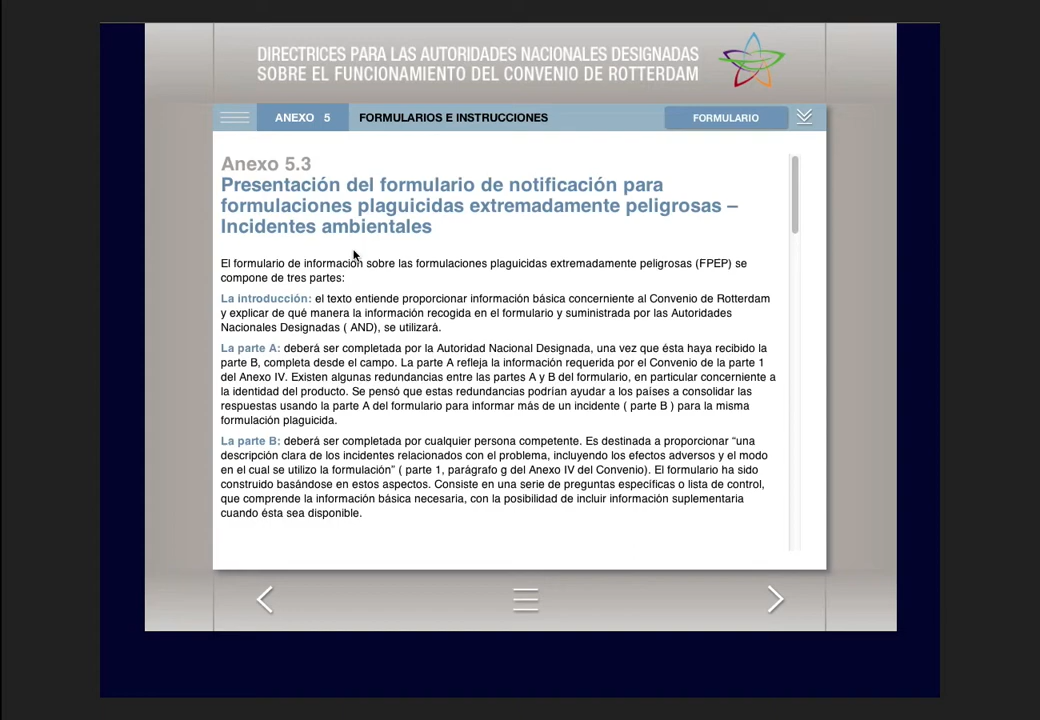 DIRECTRICES PARA LAS AUTORIDADES NACIONALES DESIGNADAS
SOBRE EL FUNCIONAMIENTO DEL CONVENIO DE ROTTERDAM
ANEXO 5
FORMULARIOS E INSTRUCCIONES
FORMULARIO
Anexo 5.3
Presentación del formulario de notificación para
formulaciones plaguicidas extremadamente peligrosas –
Incidentes ambientales
El formulario de información sobre las formulaciones plaguicidas extremadamente peligrosas (FPEP) se
compone de tres partes:
La introducción: el texto entiende proporcionar información básica concerniente al Convenio de Rotterdam
y explicar de qué manera la información recogida en el formulario y suministrada por las Autoridades
Nacionales Designadas ( AND), se utilizará.
La parte A: deberá ser completada por la Autoridad Nacional Designada, una vez que ésta haya recibido la
parte B, completa desde el campo. La parte A refleja la información requerida por el Convenio de la parte 1
del Anexo IV. Existen algunas redundancias entre las partes A y B del formulario, en particular concerniente a
la identidad del producto. Se pensó que estas redundancias podrían ayudar a los países a consolidar las
respuestas usando la parte A del formulario para informar más de un incidente ( parte B ) para la misma
formulación plaguicida.
La parte B: deberá ser completada por cualquier persona competente. Es destinada a proporcionar “una
descripción clara de los incidentes relacionados con el problema, incluyendo los efectos adversos y el modo
en el cual se utilizo la formulación” ( parte 1, parágrafo g del Anexo IV del Convenio). El formulario ha sido
construido basándose en estos aspectos. Consiste en una serie de preguntas específicas o lista de control,
que comprende la información básica necesaria, con la posibilidad de incluir información suplementaria
cuando ésta sea disponible.